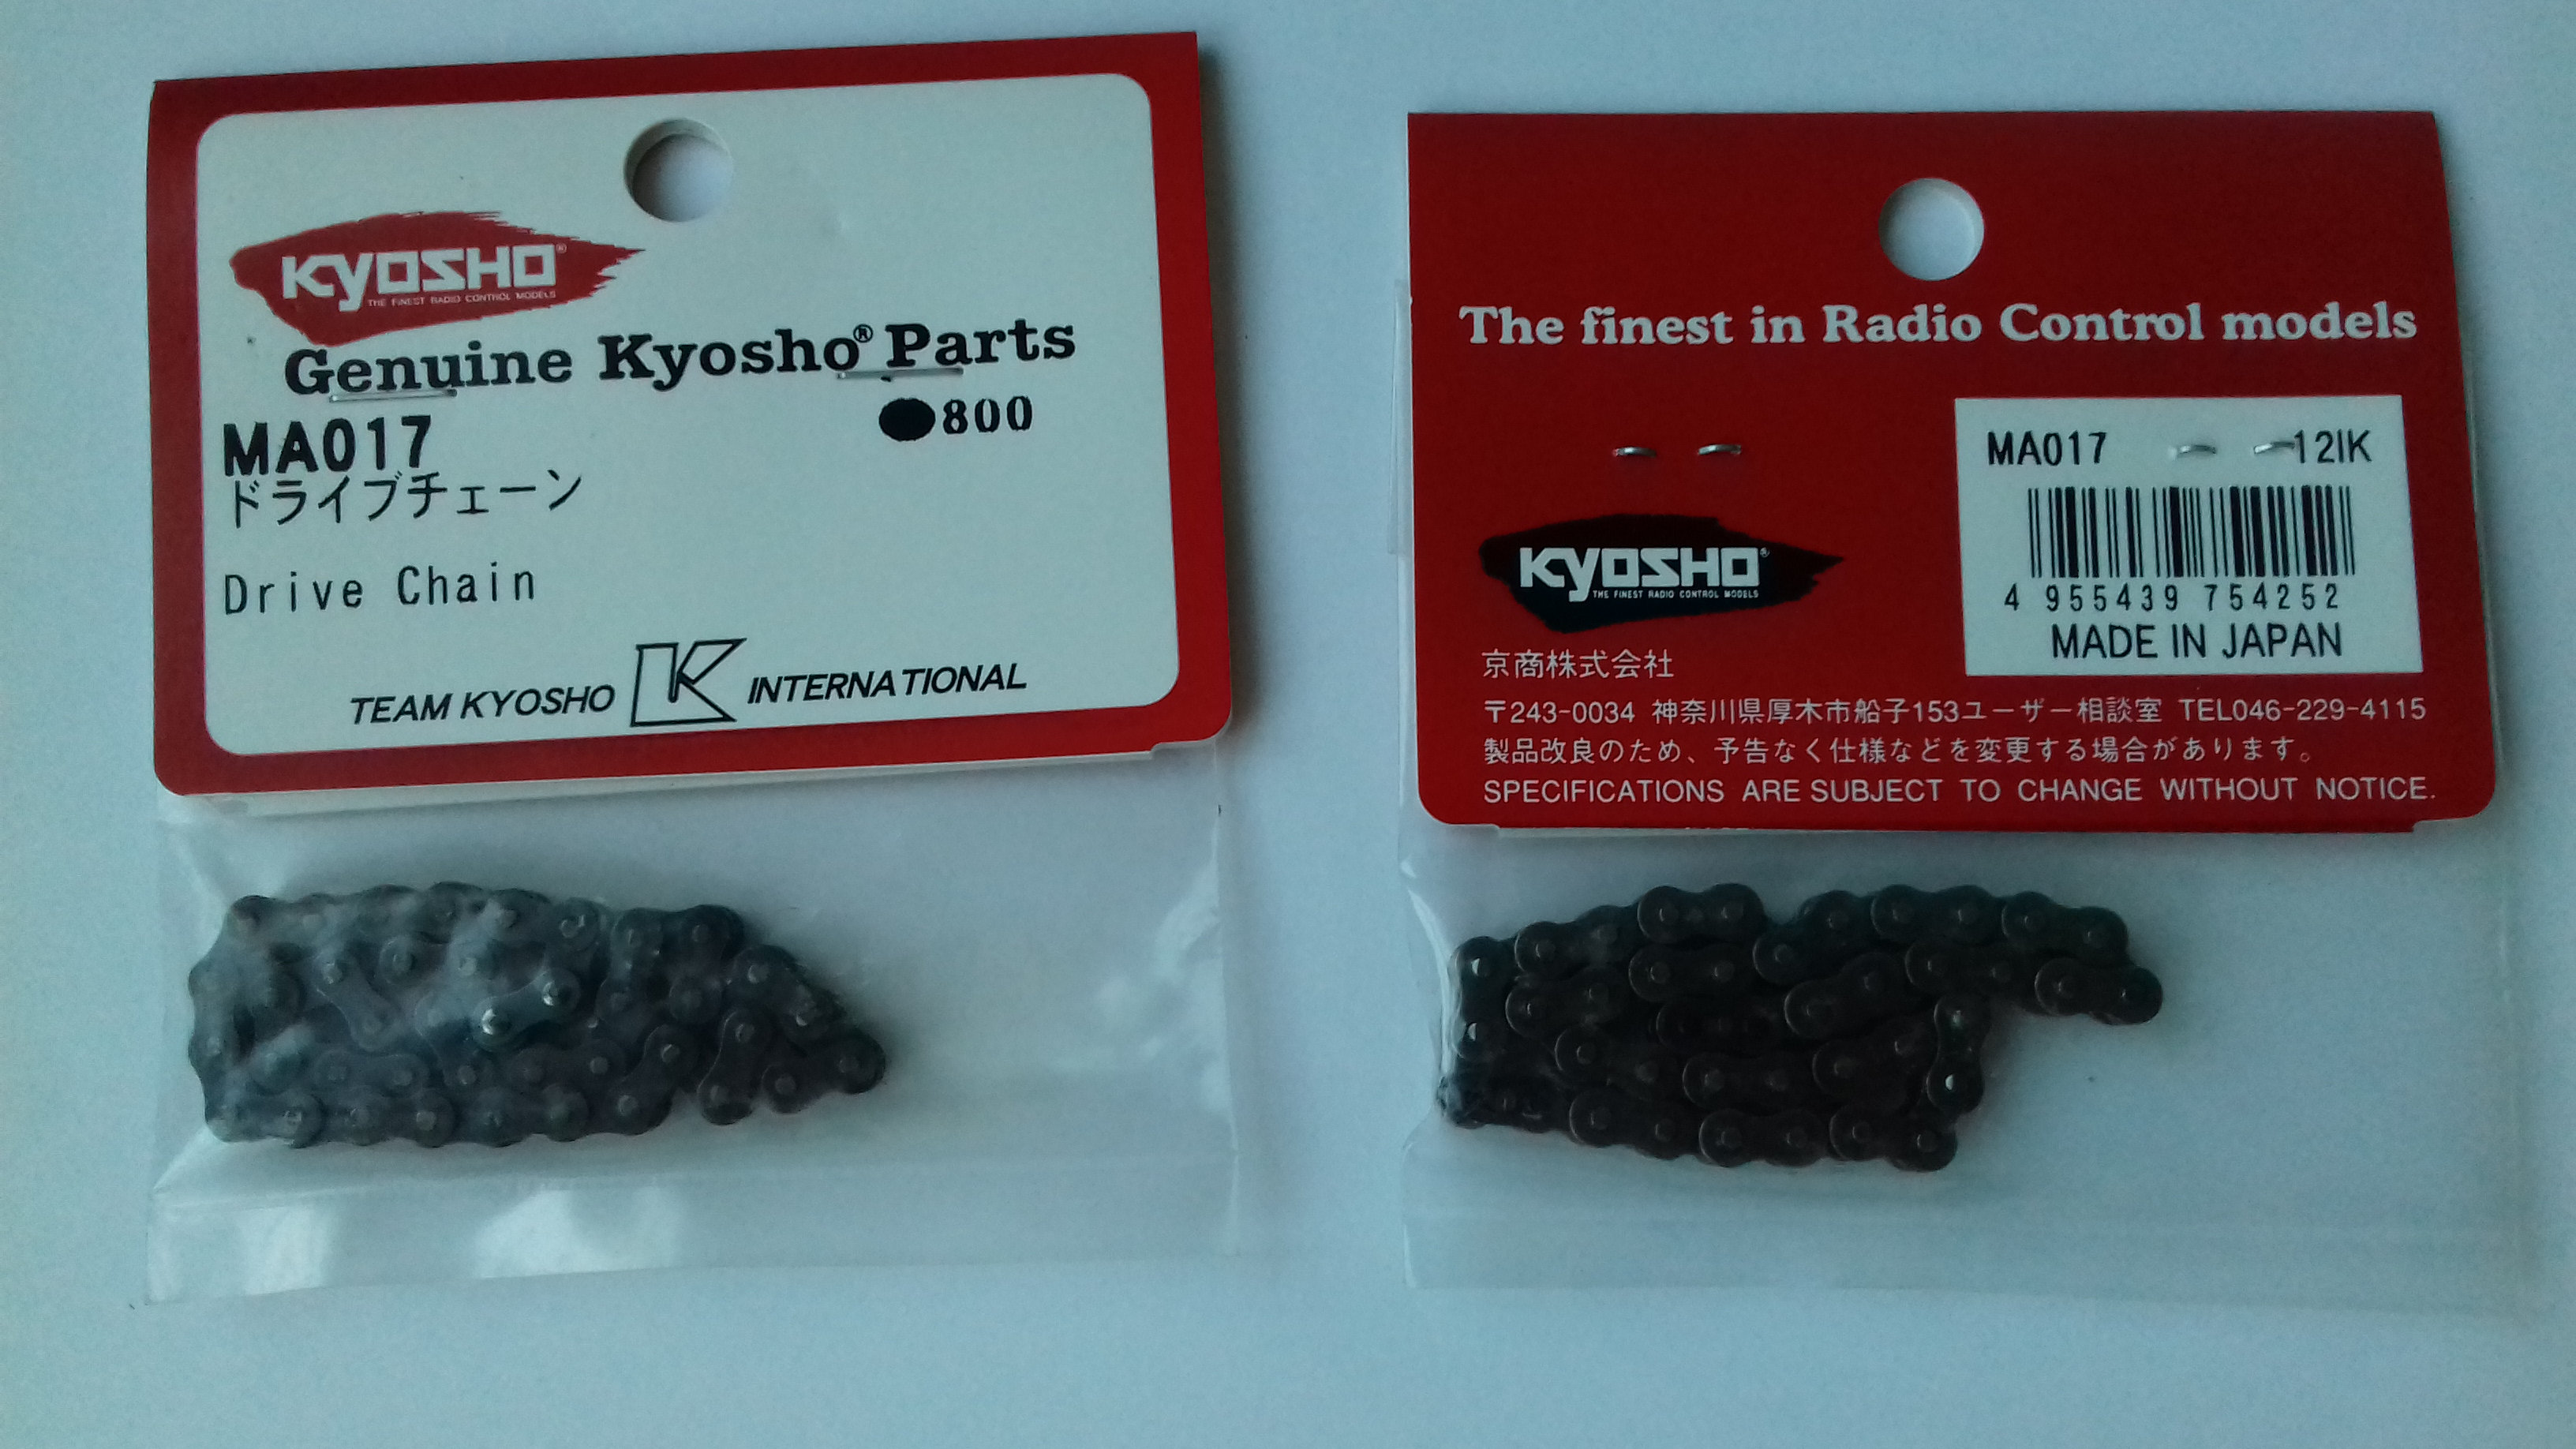 KYOSHO®
THE FINEST RADIO CONTROL MODELS
Genuine Kyosho® Parts
MA017
●800
ドライブチェーン
Drive Chain
TEAM KYOSHO K INTERNATIONAL
The finest in Radio Control models
MA017 12IK
4 955439 754252
MADE IN JAPAN
KYOSHO®
THE FINEST RADIO CONTROL MODELS
京商株式会社
〒243-0034 神奈川県厚木市船子153ユーザー相談室 TEL046-229-4115
製品改良のため、予告なく仕様などを変更する場合があります。
SPECIFICATIONS ARE SUBJECT TO CHANGE WITHOUT NOTICE.